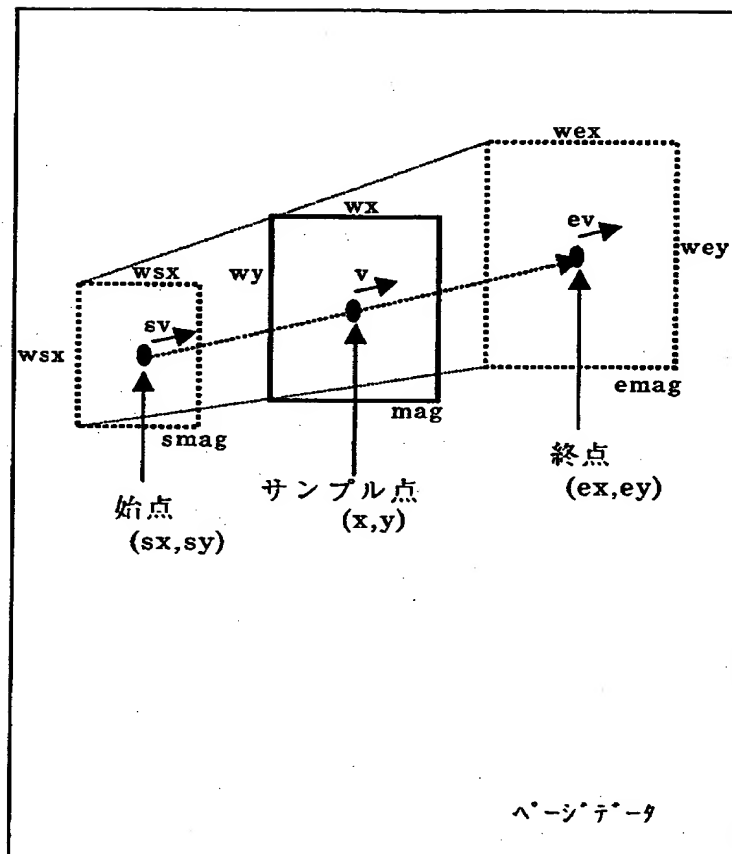 wex
ev
wey
wx
wy
v
wsx
sv
wsx
smag
mag
emag
始点
(sx,sy)
サンプル点
(x,y)
終点
(ex,ey)
ページデータ